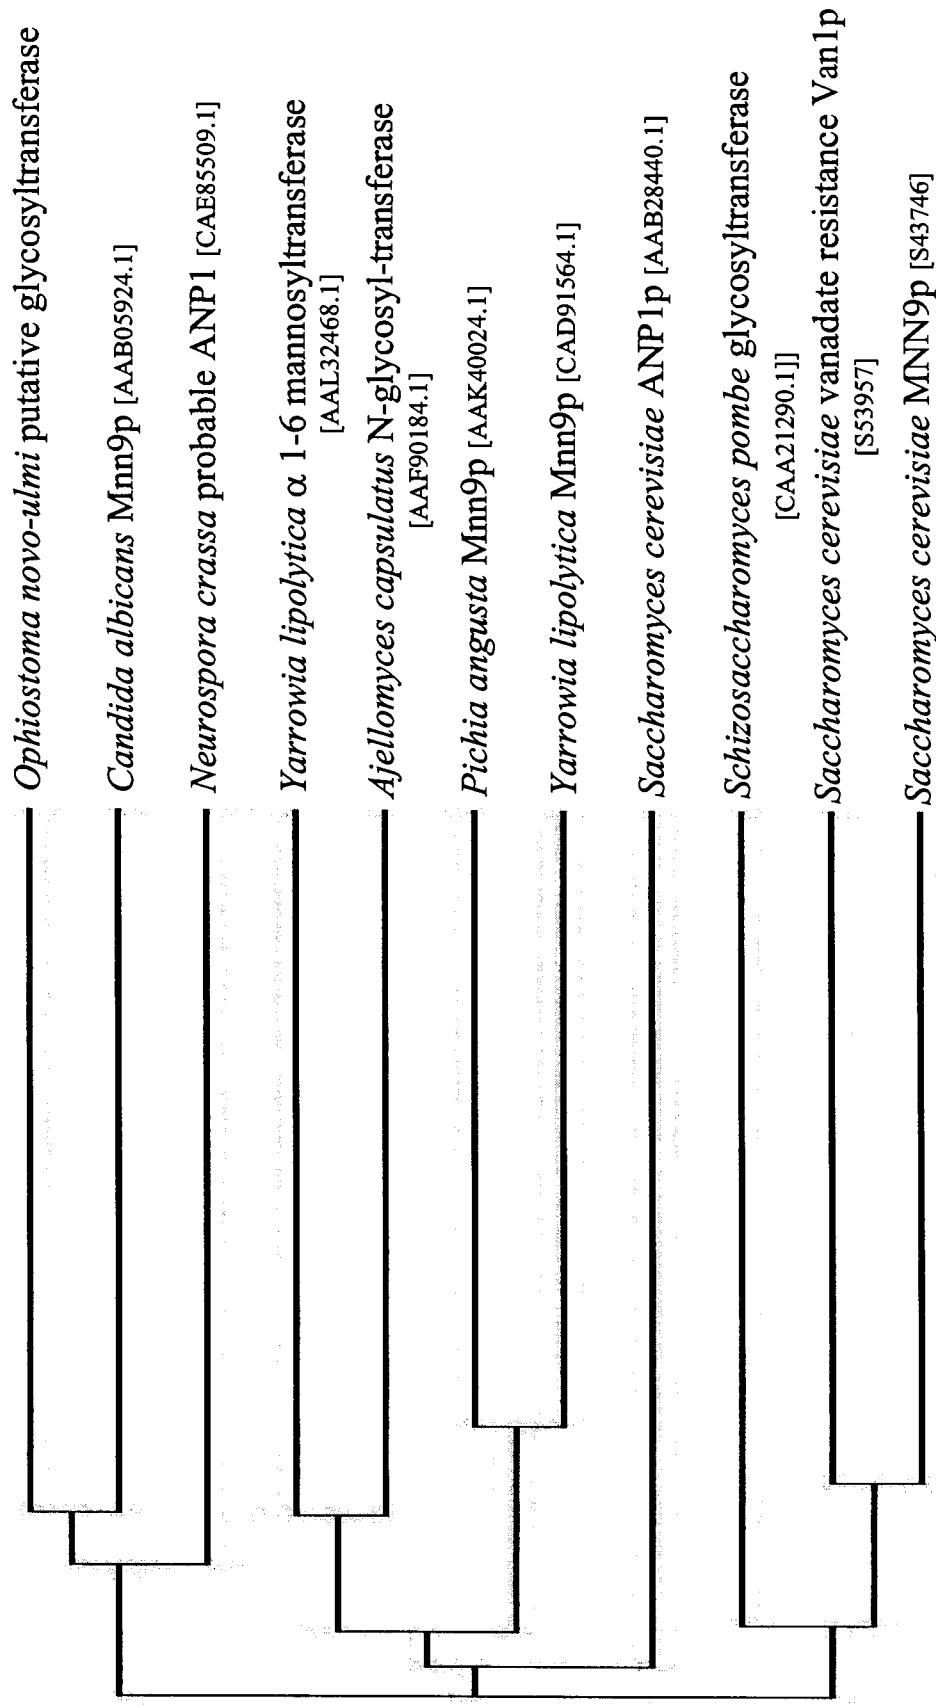 Ophiostoma novo-ulmi putative glycosyltransferase
Candida albicans Mnn9p [AAB05924.1]
Neurospora crassa probable ANP1 [CAE85509.1]
Yarrowia lipolytica α 1-6 mannosyltransferase
[AAL32468.1]
Ajellomyces capsulatus N-glycosyl-transferase
[AAF90184.1]
Pichia angusta Mnn9p [AAK40024.1]
Yarrowia lipolytica Mnn9p [CAD91564.1]
Saccharomyces cerevisiae ANP1p [AAB28440.1]
Schizosaccharomyces pombe glycosyltransferase
[CAA21290.1]]
Saccharomyces cerevisiae vanadate resistance Van1p
[S53957]
Saccharomyces cerevisiae MNN9p [S43746]